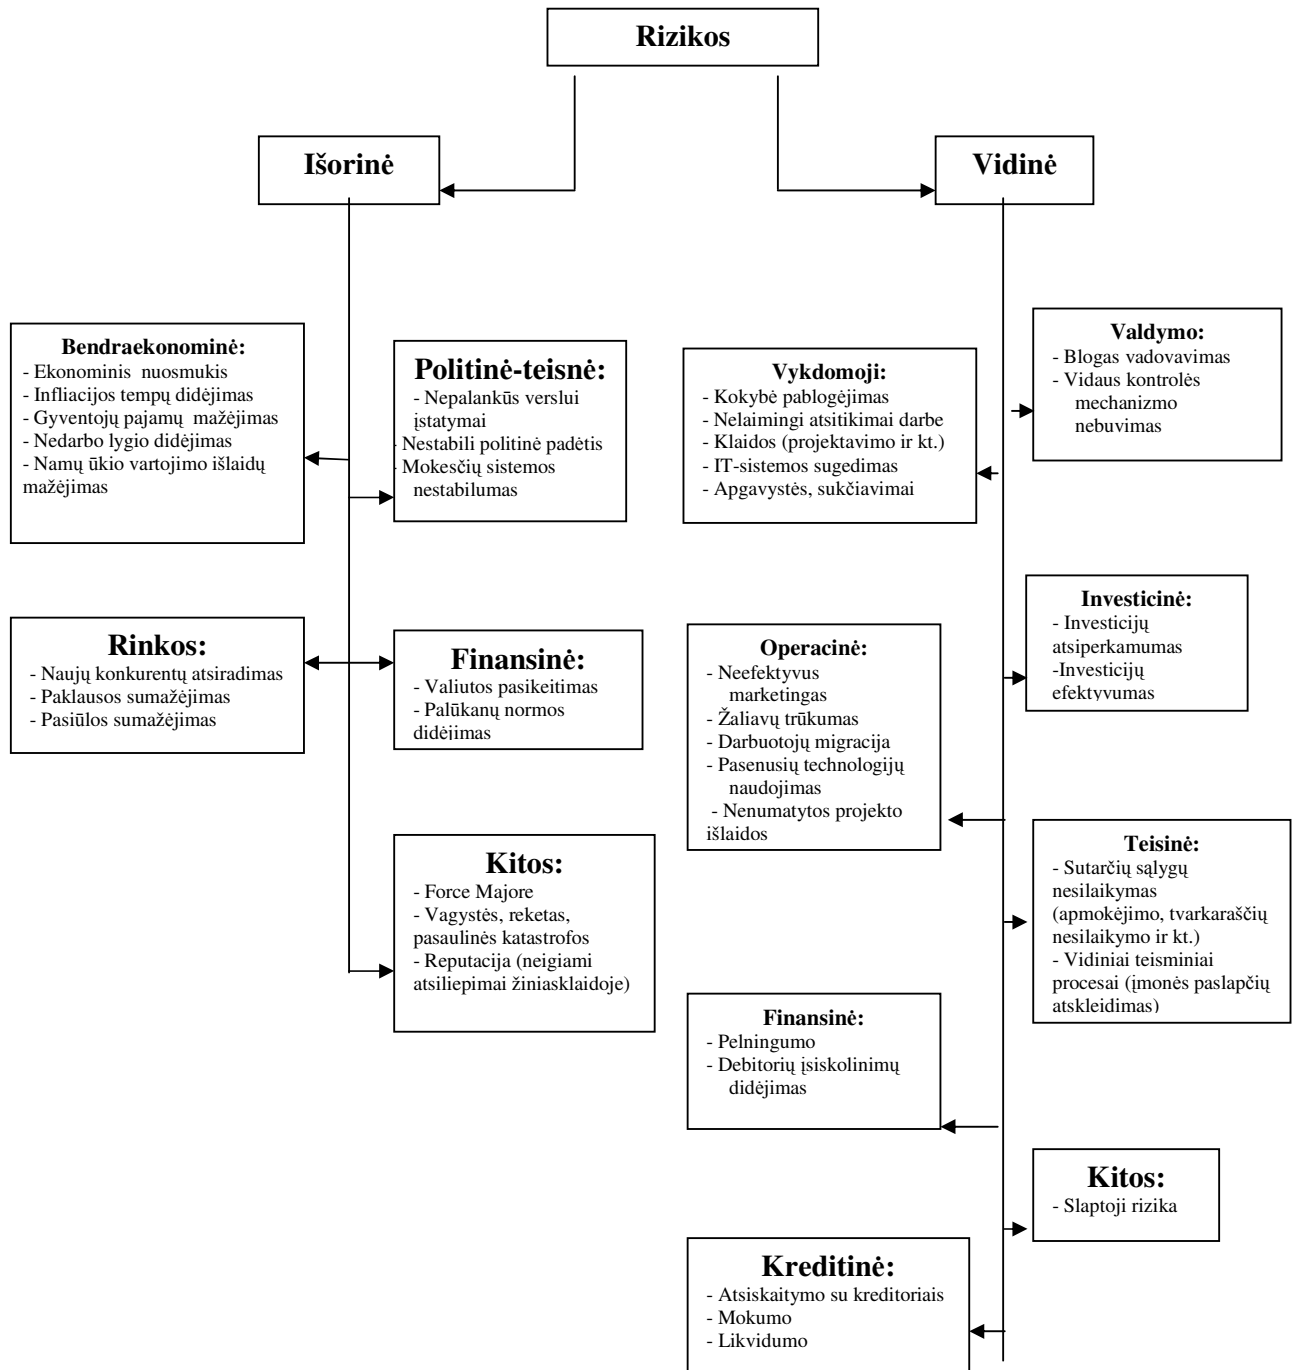 Rizikos
Išorinė
Vidinė
Bendraekonominė:
- Ekonominis nuosmukis
- Infliacijos tempų didėjimas
- Gyventojų pajamų mažėjimas
- Nedarbo lygio didėjimas
- Namų ūkio vartojimo išlaidų
mažėjimas
Politinė-teisnė:
- Nepalankūs verslui
įstatymai
- Nestabili politinė padėtis
- Mokesčių sistemos
nestabilumas
Rinkos:
- Naujų konkurentų atsiradimas
- Paklausos sumažėjimas
- Pasiūlos sumažėjimas
Finansinė:
- Valiutos pasikeitimas
- Palūkanų normos
didėjimas
Kitos:
- Force Majore
- Vagystės, reketas,
pasaulinės katastrofos
- Reputacija (neigiami
atsiliepimai žiniasklaidoje)
Vykdomoji:
- Kokybė pablogėjimas
- Nelaimingi atsitikimai darbe
- Klaidos (projektavimo ir kt.)
- IT-sistemos sugedimas
- Apgavystės, sukčiavimai
Valdymo:
- Blogas vadovavimas
- Vidaus kontrolės
mechanizmo
nebuvimas
Operacinė:
- Neefektyvus
marketingas
- Žaliavų trūkumas
- Darbuotojų migracija
- Pasenusių technologijų
naudojimas
- Nenumatytos projekto
išlaidos
Investicinė:
- Investicijų
atsiperkamumas
-Investicijų
efektyvumas
Teisinė:
- Sutarčių sąlygų
nesilaikymas
(apmokėjimo, tvarkaraščių
nesilaikymo ir kt.)
- Vidiniai teisminiai
procesai (įmonės paslapčių
atskleidimas)
Finansinė:
- Pelningumo
- Debitorių įsiskolinimų
didėjimas
Kitos:
- Slaptoji rizika
Kreditinė:
- Atsiskaitymo su kreditoriais
- Mokumo
- Likvidumo